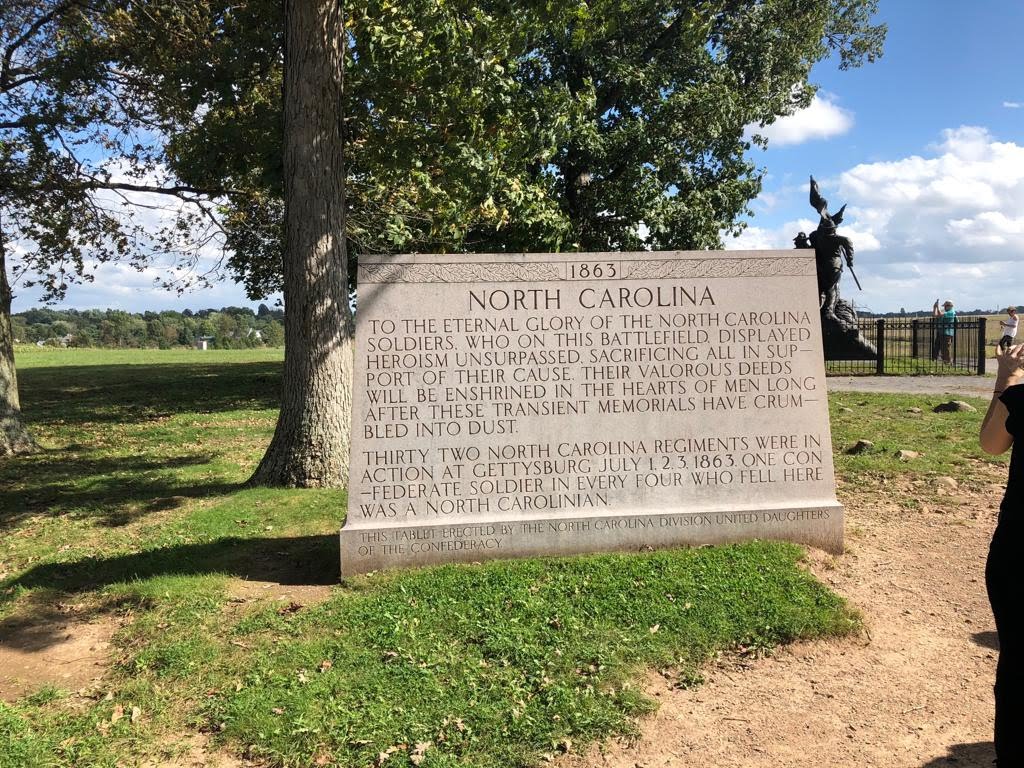 1863
NORTH CAROLINA
TO THE ETERNAL GLORY OF THE NORTH CAROLINA
SOLDIERS. WHO ON THIS BATTLEFIELD. DISPLAYED
HEROISM UNSURPASSED. SACRIFICING ALL IN SUP—
PORT OF THEIR CAUSE. THEIR VALOROUS DEEDS
WILL BE ENSHRINED IN THE HEARTS OF MEN LONG
AFTER THESE TRANSIENT MEMORIALS HAVE CRUM—
BLED INTO DUST.
THIRTY TWO NORTH CAROLINA REGIMENTS WERE IN
ACTION AT GETTYSBURG JULY 1. 2. 3. 1863. ONE CON
—FEDERATE SOLDIER IN EVERY FOUR WHO FELL HERE
WAS A NORTH CAROLINIAN.
THIS TABLET ERECTED BY THE NORTH CAROLINA DIVISION UNITED DAUGHTERS
OF THE CONFEDERACY